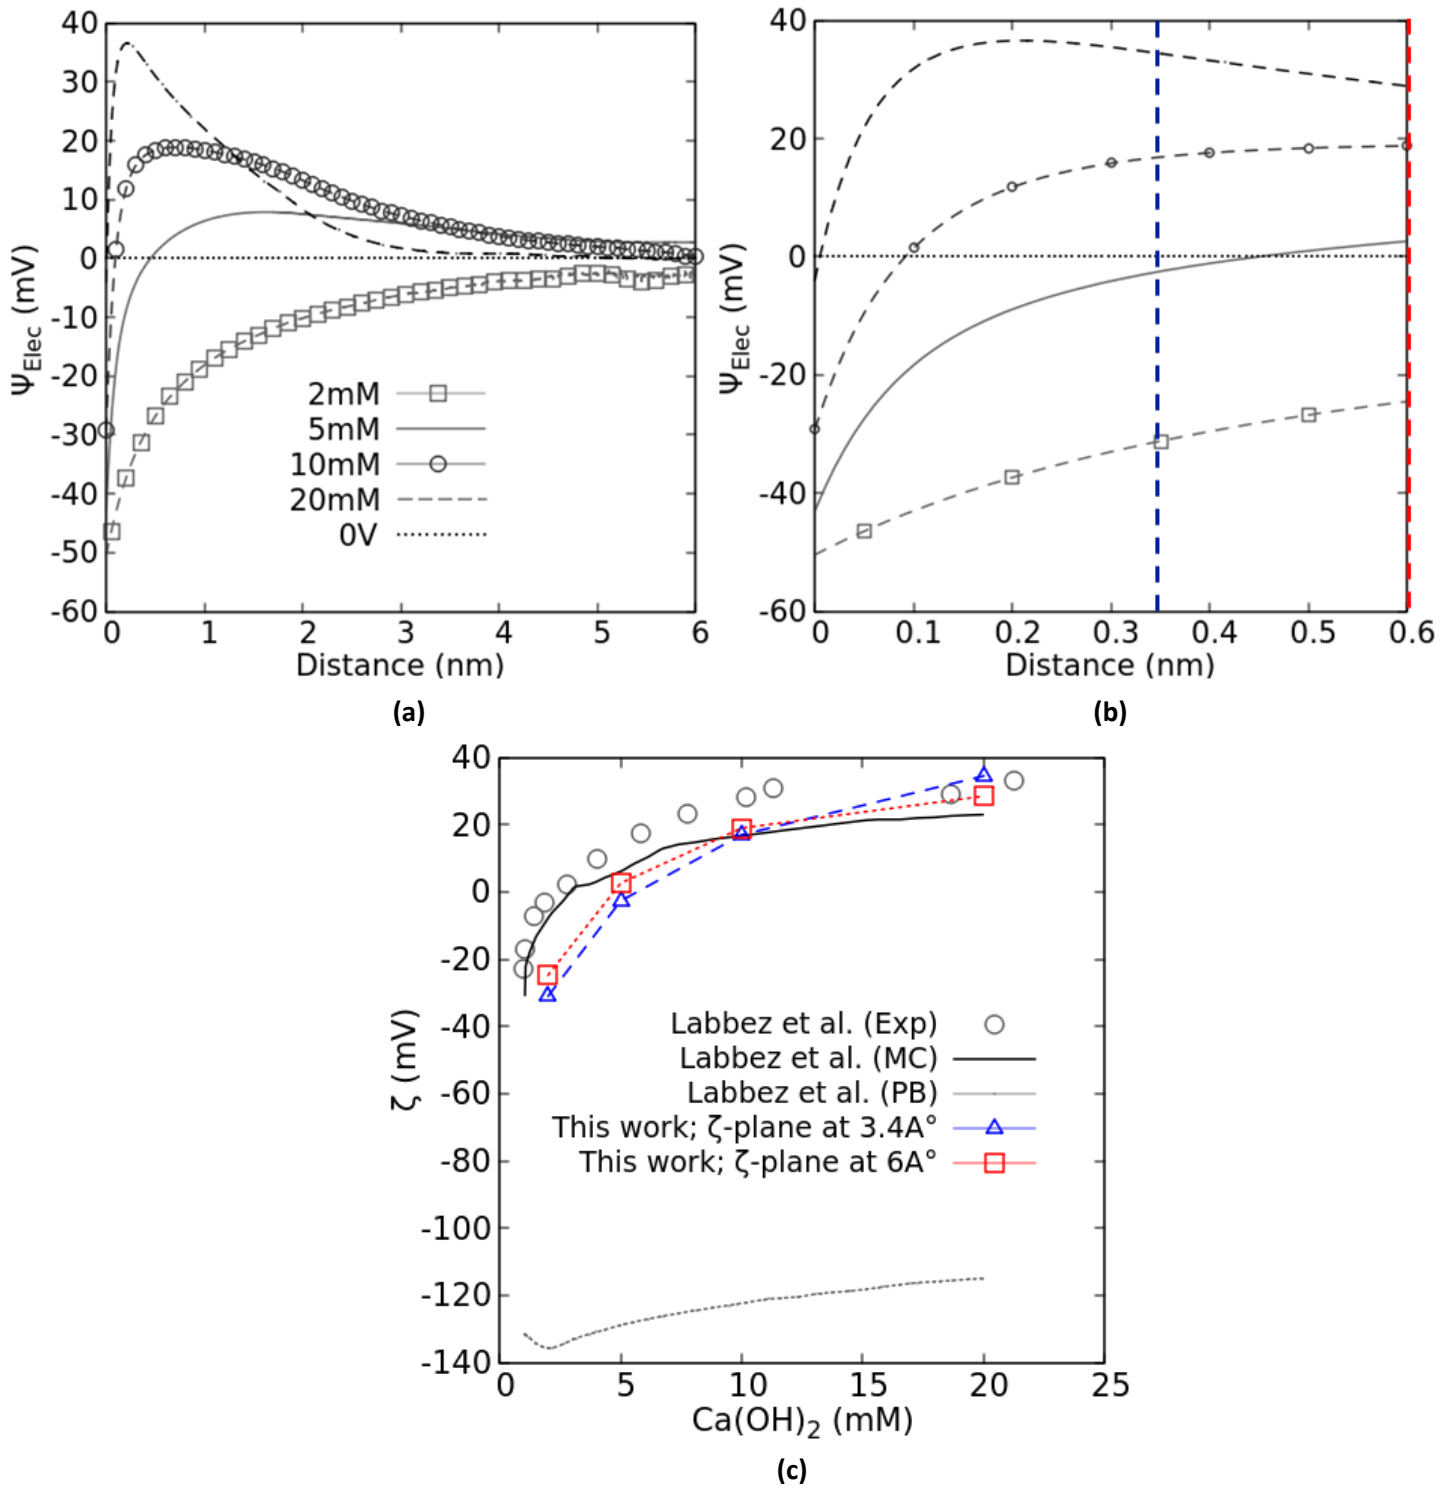 40
30
20
10
0
-10
-20
-30
-40
-50
-60
ΨElec (mV)
2mM
5mM
10mM
20mM
0V
0 1 2 3 4 5 6
Distance (nm)
(a)
40
20
0
-20
-40
-60
ΨElec (mV)
0 0.1 0.2 0.3 0.4 0.5 0.6
Distance (nm)
(b)
40
20
0
-20
-40
-60
-80
-100
-120
-140
ζ (mV)
Labbez et al. (Exp)
Labbez et al. (MC)
Labbez et al. (PB)
This work; ζ-plane at 3.4A°
This work; ζ-plane at 6A°
0 5 10 15 20 25
Ca(OH)2 (mM)
(c)